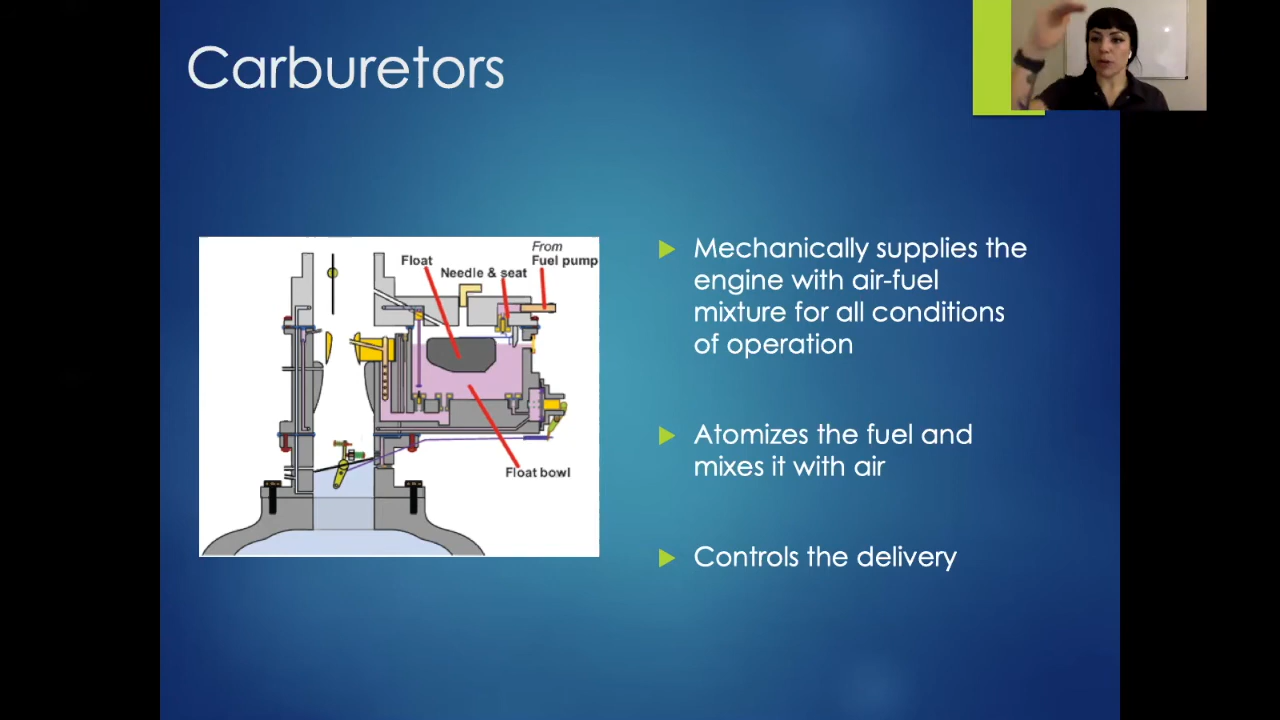 Carburetors
From
Float
Fuel pump
Needle & seat
Float bowl
Mechanically supplies the
engine with air-fuel
mixture for all conditions
of operation
Atomizes the fuel and
mixes it with air
Controls the delivery